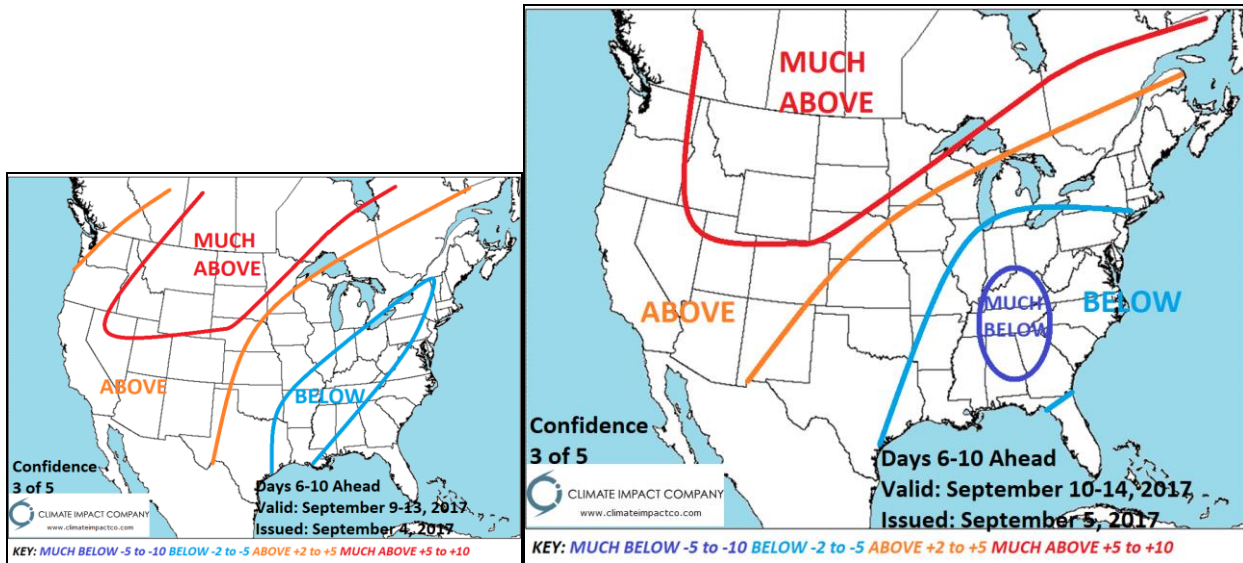 MUCH
ABOVE
ABOVE
BELOW
Confidence
3 of 5
CLIMATE IMPACT COMPANY
www.climateimpactco.com
Days 6-10 Ahead
Valid: September 9-13, 2017
Issued: September 4, 2017
KEY: MUCH BELOW -5 to -10 BELOW -2 to -5 ABOVE +2 to +5 MUCH ABOVE +5 to +10
MUCH
ABOVE
ABOVE
MUCH
BELOW
BELOW
Confidence
3 of 5
CLIMATE IMPACT COMPANY
www.climateimpactco.com
Days 6-10 Ahead
Valid: September 10-14, 2017
Issued: September 5, 2017
KEY: MUCH BELOW -5 to -10 BELOW -2 to -5 ABOVE +2 to +5 MUCH ABOVE +5 to +10